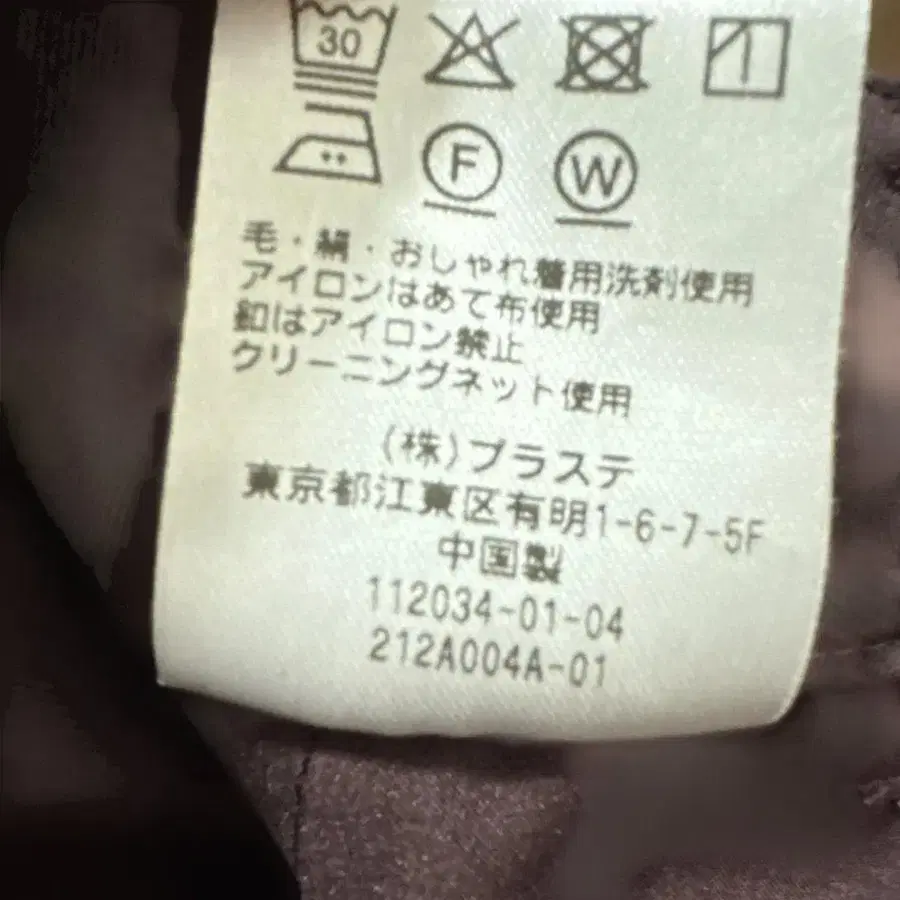 30
F W
毛・絹・おしゃれ着用洗剤使用
アイロンはあて布使用
釦はアイロン禁止
クリーニングネット使用
(株)プラステ
東京都江東区有明1-6-7-5F
中国製
112034-01-04
212A004A-01